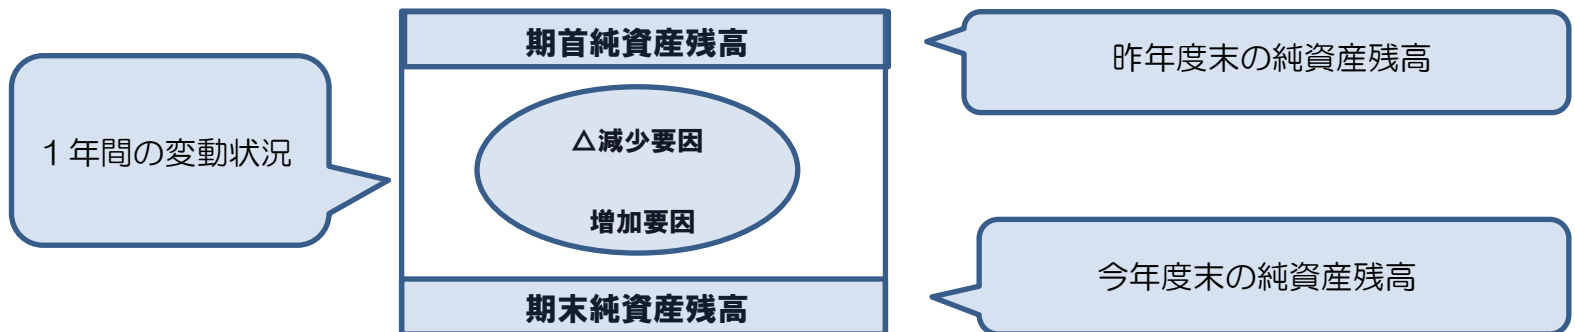 期首純資産残高
昨年度末の純資産残高
1年間の変動状況
△減少要因
増加要因
今年度末の純資産残高
期末純資産残高